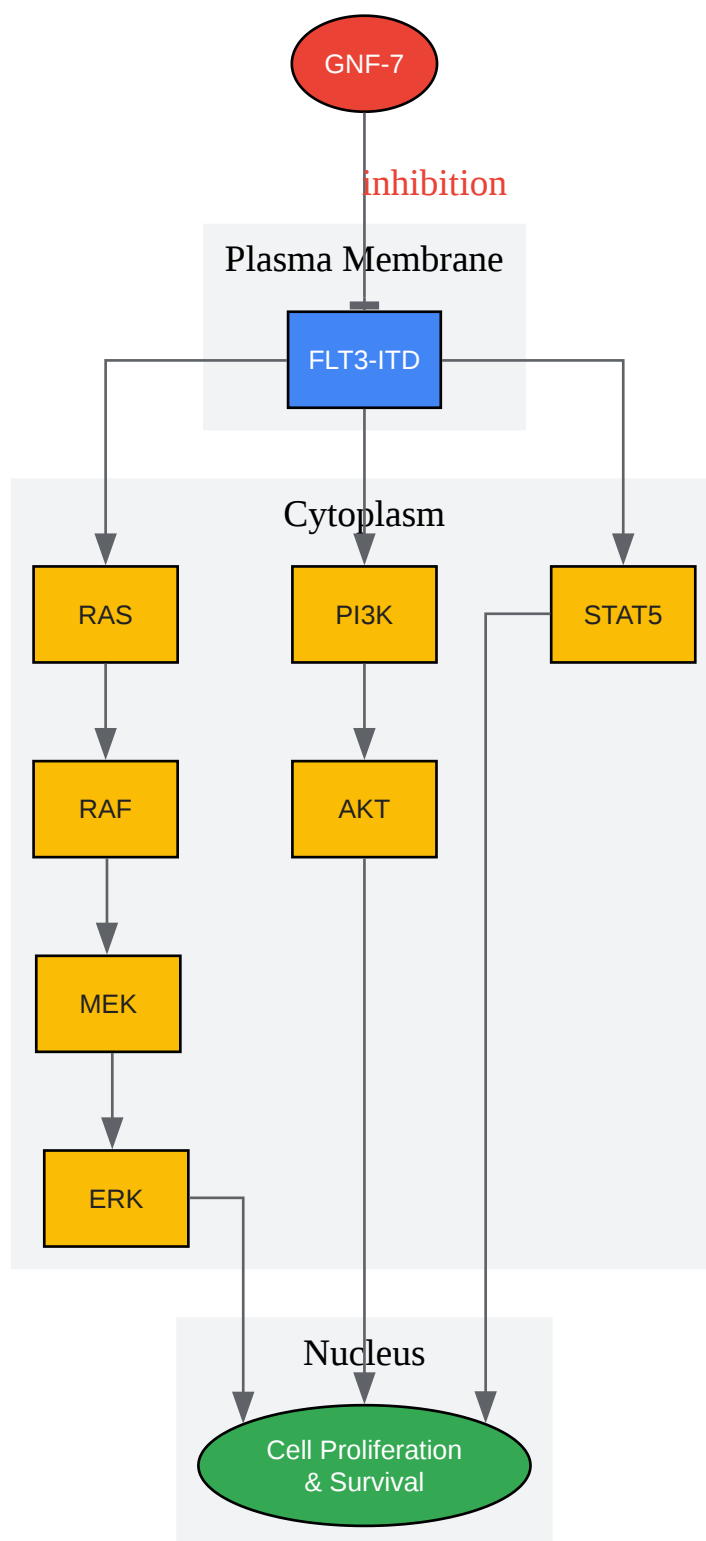 GNF-7
inhibition
Plasma Membrane
FLT3-ITD
Cytoplasm
RAS
PI3K
STAT5
RAF
AKT
MEK
ERK
Nucleus
Cell Proliferation
& Survival